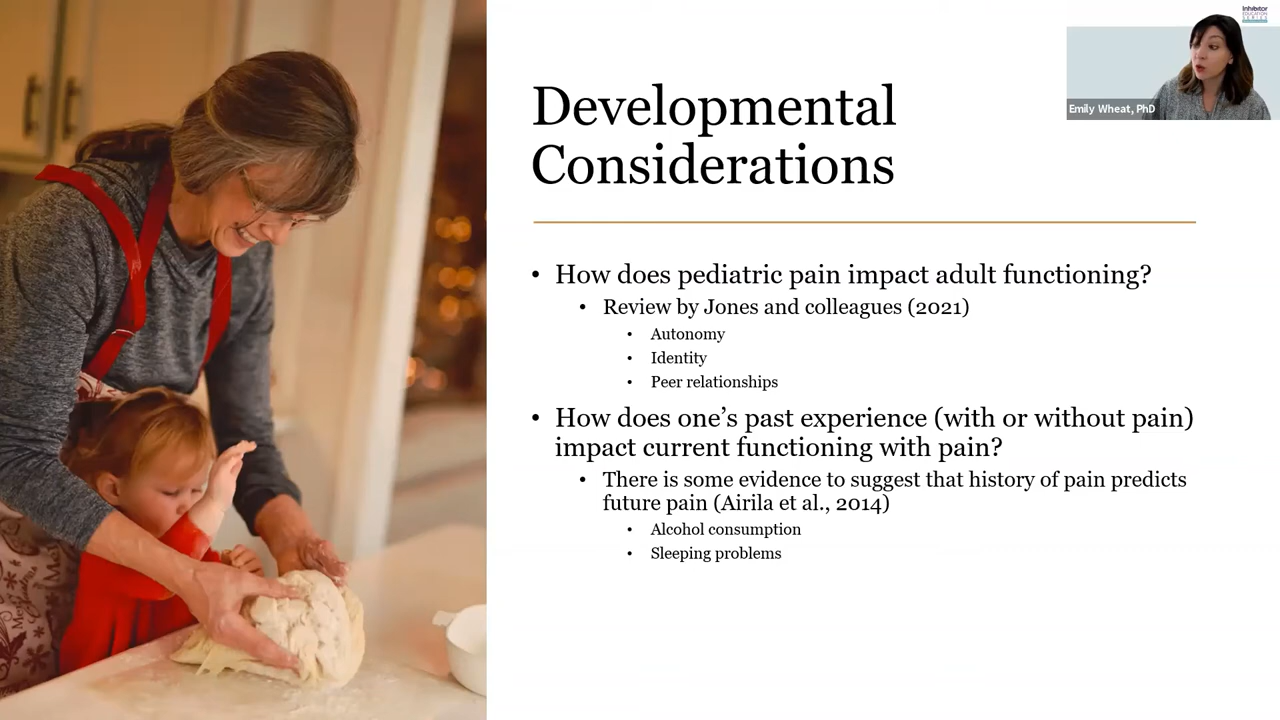 Inhibitor
EDUCATION
SERIES
Emily Wheat, PhD
Developmental
Considerations
• How does pediatric pain impact adult functioning?
• Review by Jones and colleagues (2021)
• Autonomy
• Identity
• Peer relationships
• How does one’s past experience (with or without pain)
impact current functioning with pain?
• There is some evidence to suggest that history of pain predicts
future pain (Airila et al., 2014)
• Alcohol consumption
• Sleeping problems